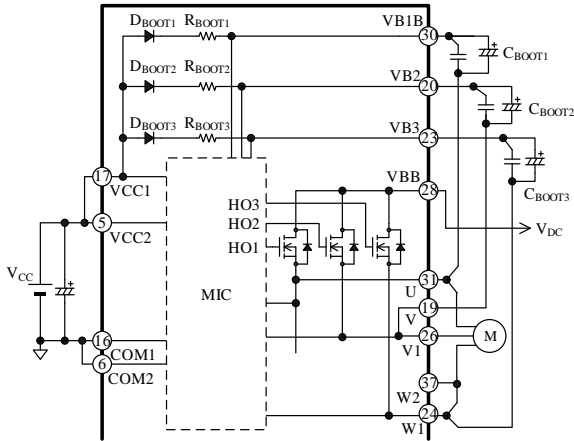 DBOOT1 RBOOT1 VB1B
30
CBOOT1
DBOOT2 RBOOT2 VB2
20
CBOOT2
DBOOT3 RBOOT3 VB3
23
CBOOT3
17
VCC1
VBB
28
VDC
HO3
HO2
HO1
5
VCC2
VCC
MIC
31
U
19
V
26
V1
M
16
COM1
6
COM2
37
W2
24
W1